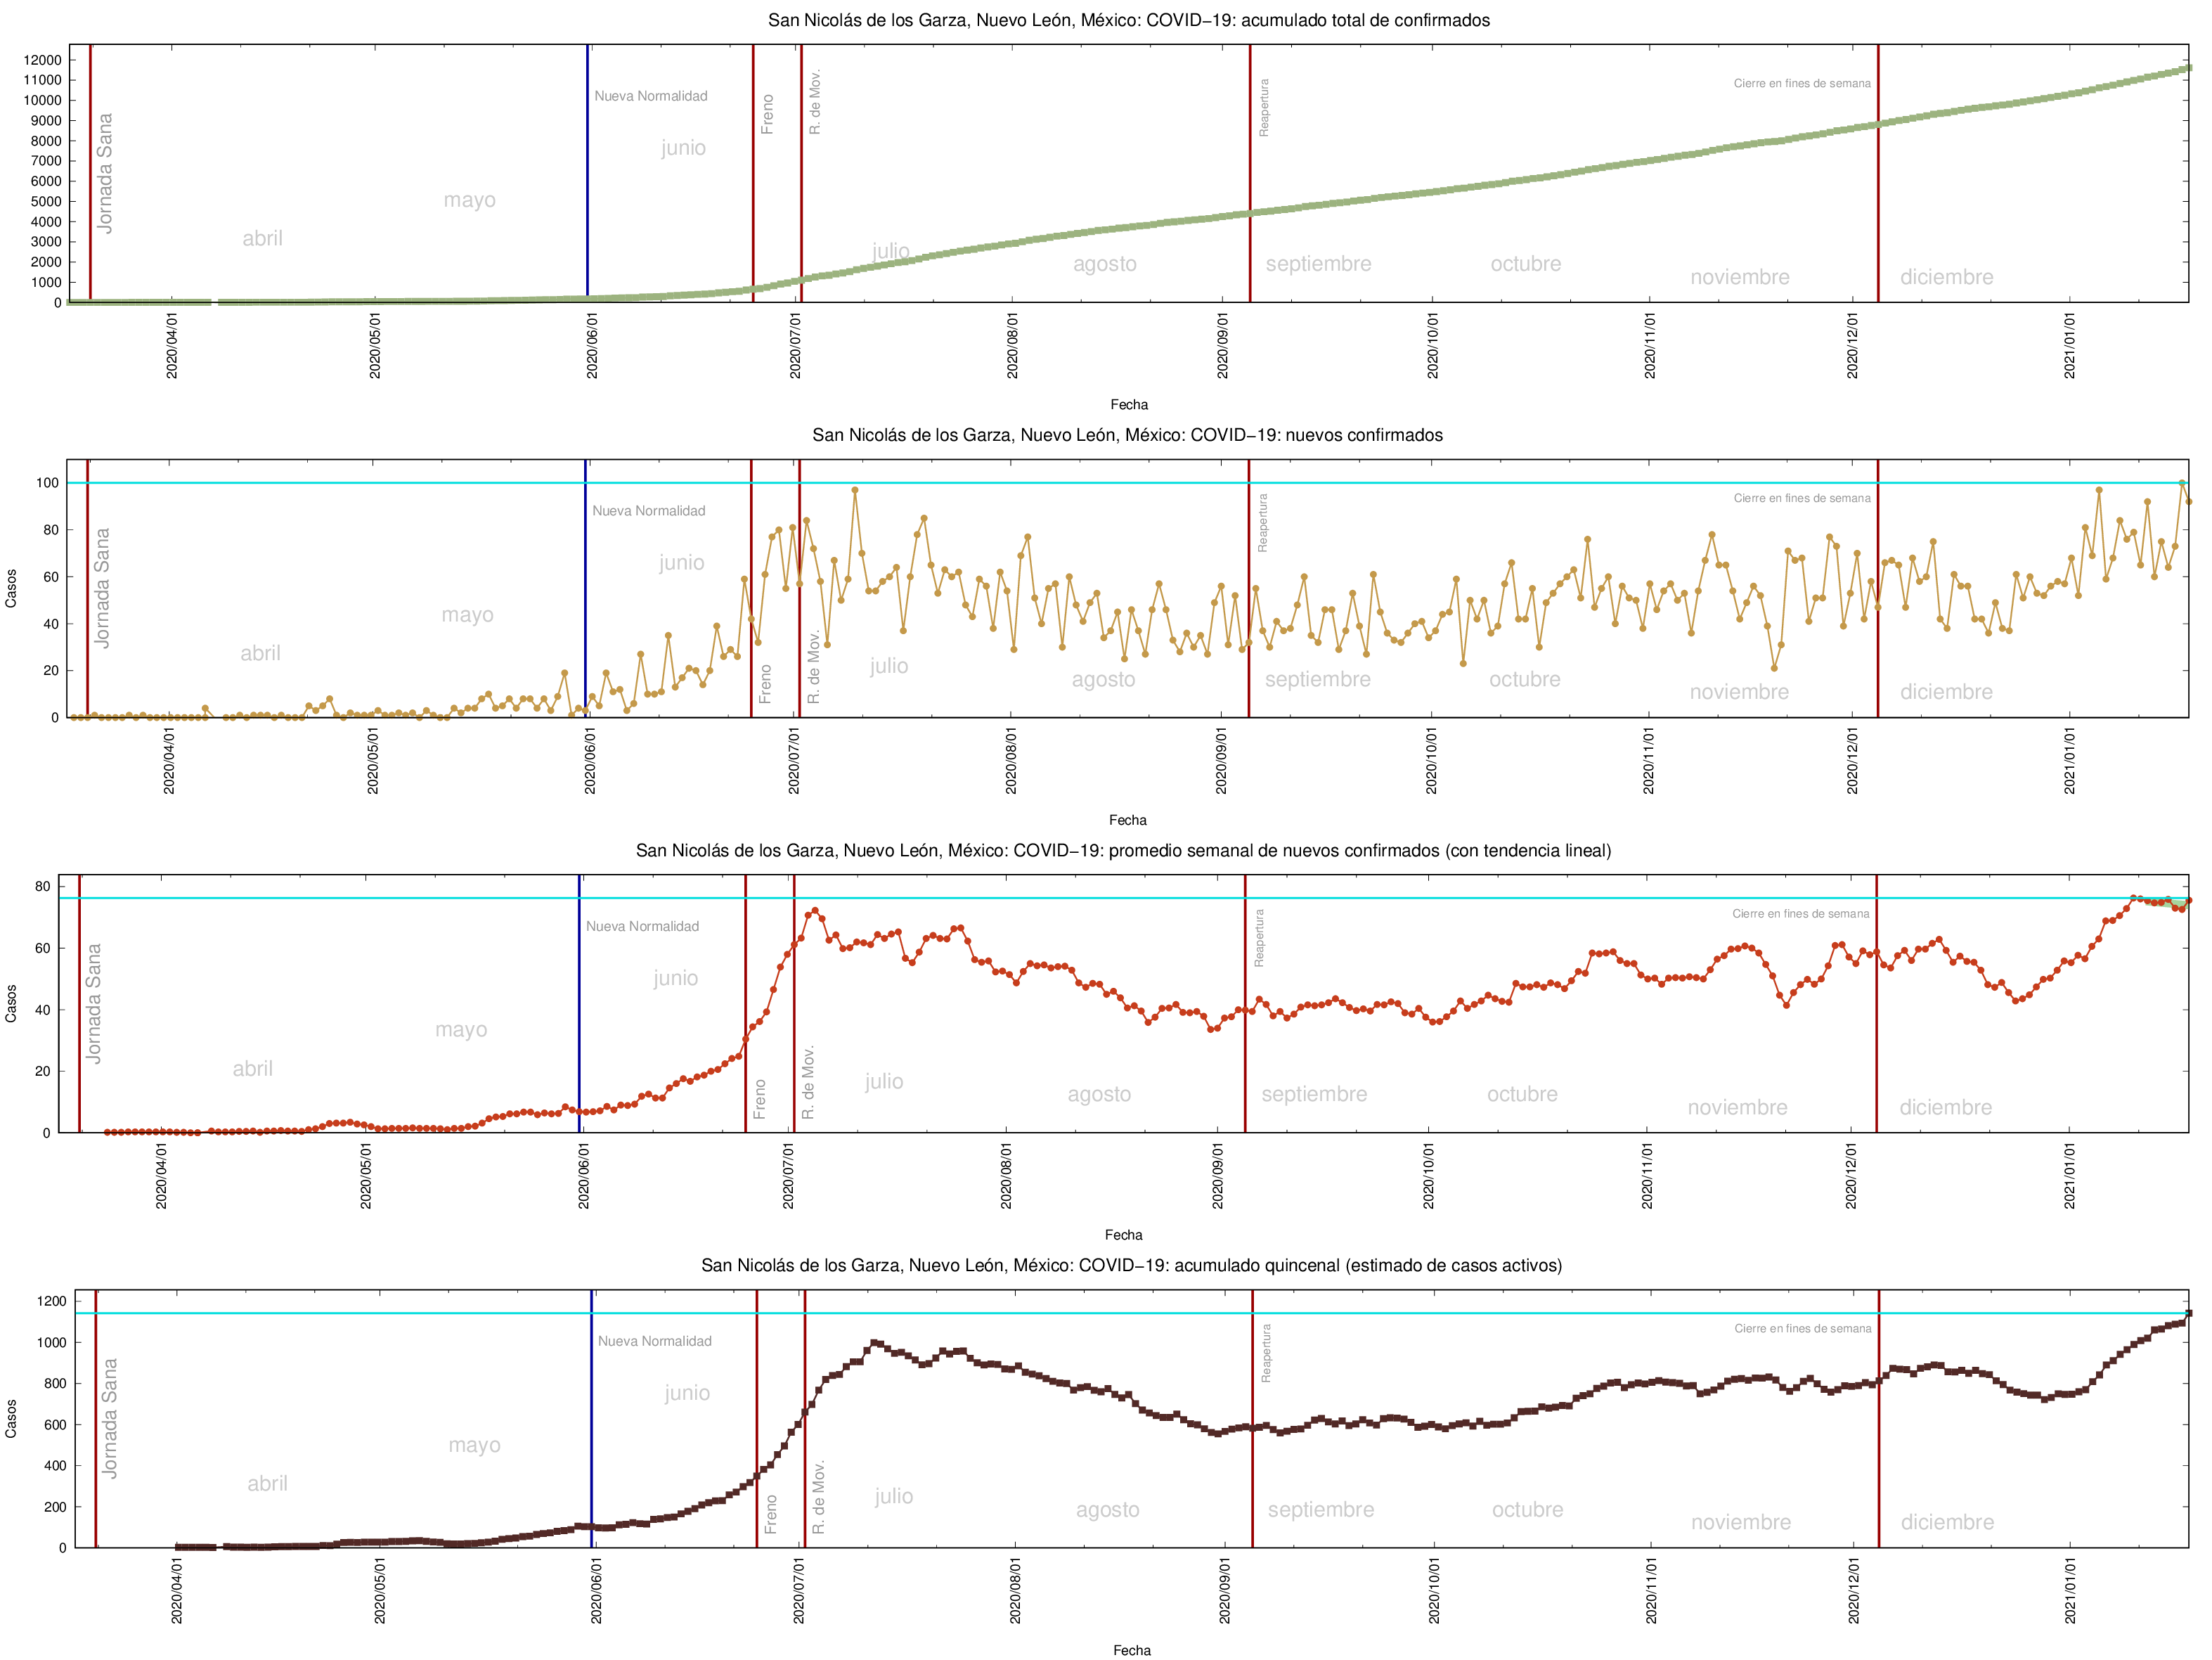 San Nicolás de los Garza, Nuevo León, México: COVID−19: acumulado total de confirmados
12000
11000
10000
9000
8000
7000
6000
5000
4000
3000
2000
1000
0
Jornada Sana
abril
mayo
Nueva Normalidad
junio
Freno
R. de Mov.
julio
agosto
Reapertura
septiembre
octubre
noviembre
Cierre en fines de semana
diciembre
2020/04/01
2020/05/01
2020/06/01
2020/07/01
2020/08/01
2020/09/01
2020/10/01
2020/11/01
2020/12/01
2021/01/01
Fecha
San Nicolás de los Garza, Nuevo León, México: COVID−19: nuevos confirmados
Casos
100
80
60
40
20
0
Jornada Sana
abril
mayo
Nueva Normalidad
junio
Freno
R. de Mov.
julio
agosto
Reapertura
septiembre
octubre
noviembre
Cierre en fines de semana
diciembre
2020/04/01
2020/05/01
2020/06/01
2020/07/01
2020/08/01
2020/09/01
2020/10/01
2020/11/01
2020/12/01
2021/01/01
Fecha
San Nicolás de los Garza, Nuevo León, México: COVID−19: promedio semanal de nuevos confirmados (con tendencia lineal)
Casos
80
60
40
20
0
Jornada Sana
abril
mayo
Nueva Normalidad
junio
Freno
R. de Mov.
julio
agosto
Reapertura
septiembre
octubre
noviembre
Cierre en fines de semana
diciembre
2020/04/01
2020/05/01
2020/06/01
2020/07/01
2020/08/01
2020/09/01
2020/10/01
2020/11/01
2020/12/01
2021/01/01
Fecha
San Nicolás de los Garza, Nuevo León, México: COVID−19: acumulado quincenal (estimado de casos activos)
Casos
1200
1000
800
600
400
200
0
Jornada Sana
abril
mayo
Nueva Normalidad
junio
Freno
R. de Mov.
julio
agosto
Reapertura
septiembre
octubre
noviembre
Cierre en fines de semana
diciembre
2020/04/01
2020/05/01
2020/06/01
2020/07/01
2020/08/01
2020/09/01
2020/10/01
2020/11/01
2020/12/01
2021/01/01
Fecha